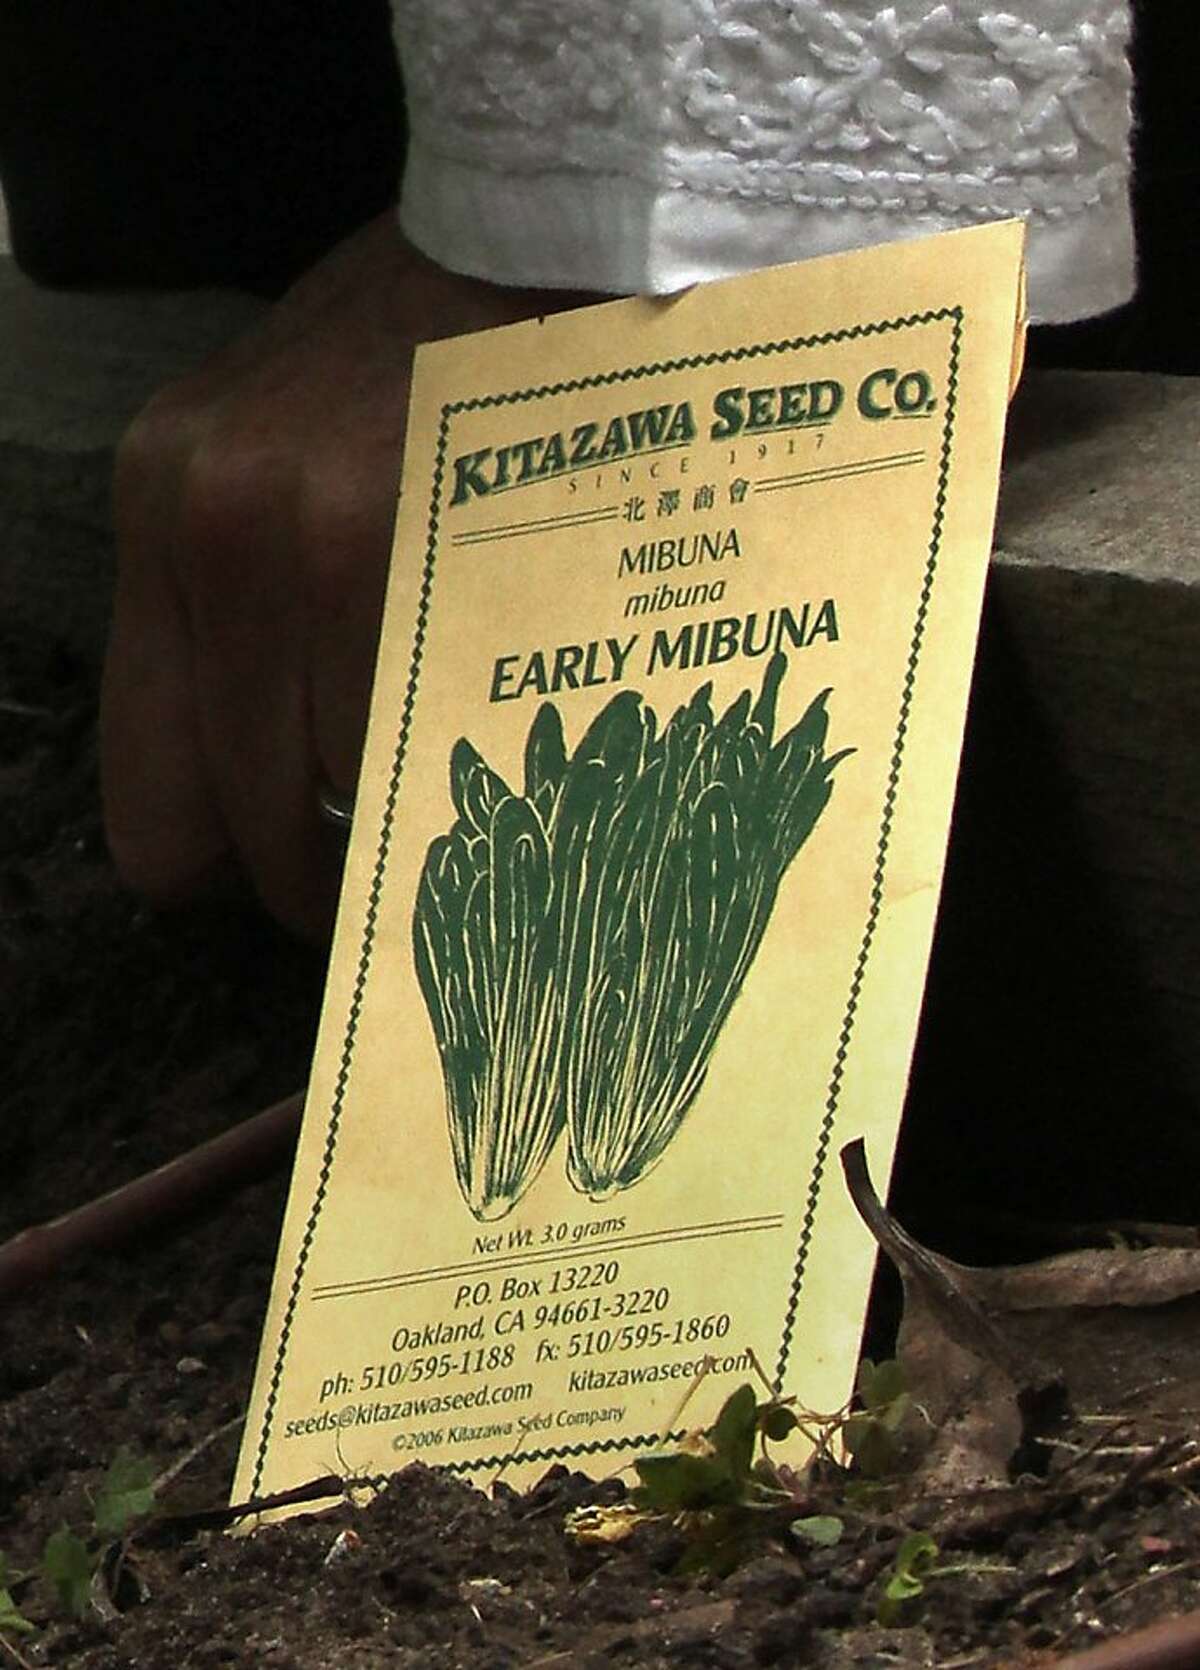 KITAZAWA SEED CO.
SINCE 1917
北澤商會
MIBUNA
mibuna
EARLY MIBUNA
Net Wt. 3.0 grams
P.O. Box 13220
Oakland, CA 94661-3220
ph: 510/595-1188 fx: 510/595-1860
seeds@kitazawaseed.com kitazawaseed.com
©2006 Kitazawa Seed Company